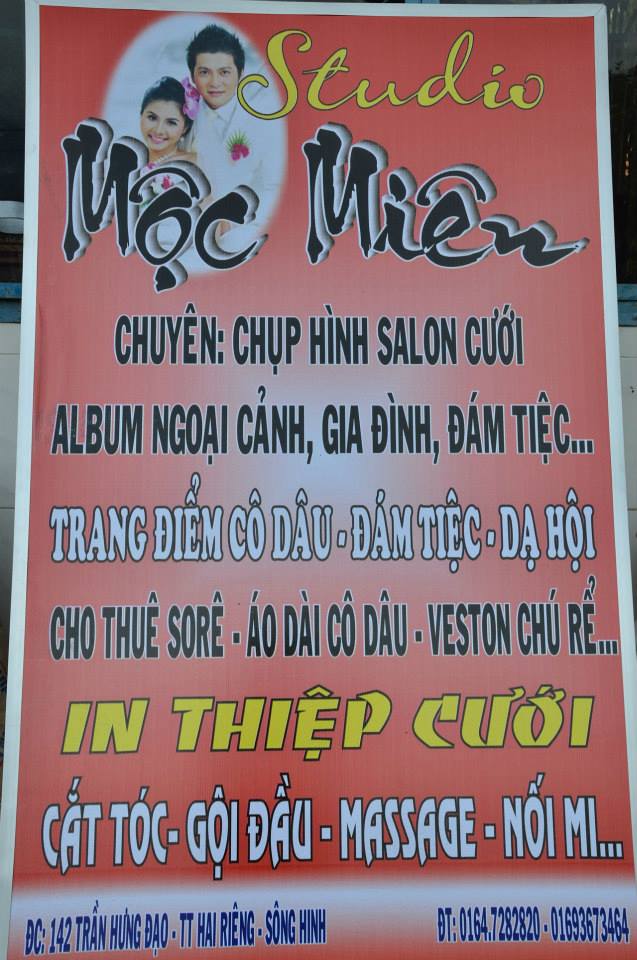 Studio
Mộc Miên
CHUYÊN: CHỤP HÌNH SALON CƯỚI
ALBUM NGOẠI CẢNH, GIA ĐÌNH, ĐÁM TIỆC...
TRANG ĐIỂM CÔ DÂU - ĐÁM TIỆC - DẠ HỘI
CHO THUÊ SORÊ - ÁO DÀI CÔ DÂU - VESTON CHÚ RỂ...
IN THIỆP CƯỚI
CẮT TÓC- GỘI ĐẦU - MASSAGE - NỐI MI...
ĐC: 142 TRẦN HƯNG ĐẠO - TT HAI RIÊNG - SÔNG HINH ĐT: 0164.7282820 - 01693673464